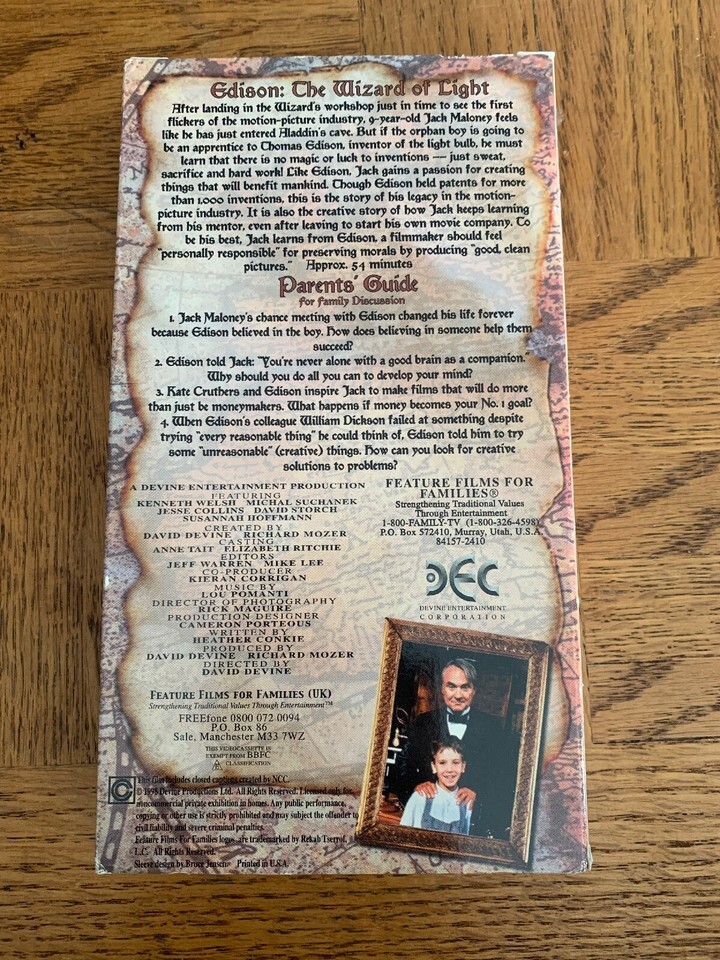 Edison: The Wizard of Light
After landing in the Wizard's workshop just in time to see the first
flickers of the motion-picture industry, 9-year-old Jack Maloney feels
like he has just entered Aladdin's cave. But if the orphan boy is going to
be an apprentice to Thomas Edison, inventor of the light bulb, he must
learn that there is no magic or luck to inventions — just sweat,
sacrifice and hard work! Like Edison, Jack gains a passion for creating
things that will benefit mankind. Though Edison held patents for more
than 1,000 inventions, this is the story of his legacy in the motion-
picture industry. It is also the creative story of how Jack keeps learning
from his mentor, even after leaving to start his own movie company. To
be his best, Jack learns from Edison, a filmmaker should feel
"personally responsible" for preserving morals by producing "good, clean
pictures." Approx. 54 minutes
Parents' Guide
for Family Discussion
1. Jack Maloney's chance meeting with Edison changed his life forever
because Edison believed in the boy. How does believing in someone help them
succeed?
2. Edison told Jack: "You're never alone with a good brain as a companion."
Why should you do all you can to develop your mind?
3. Kate Cruthers and Edison inspire Jack to make films that will do more
than just be moneymakers. What happens if money becomes your No. 1 goal?
4. When Edison's colleague William Dickson failed at something despite
trying "every reasonable thing" he could think of, Edison told him to try
some "unreasonable" (creative) things. How can you look for creative
solutions to problems?
A DEVINE ENTERTAINMENT PRODUCTION
FEATURING
KENNETH WELSH MICHAL SUCHANEK
JESSE COLLINS DAVID STORCH
SUSANNAH HOFFMANN
CREATED BY
DAVID DEVINE RICHARD MOZER
CASTING
ANNE TAIT ELIZABETH RITCHIE
EDITORS
JEFF WARREN MIKE LEE
CO-PRODUCER
KIERAN CORRIGAN
MUSIC BY
LOU POMANTI
DIRECTOR OF PHOTOGRAPHY
RICK MAGUIRE
PRODUCTION DESIGNER
CAMERON PORTEOUS
WRITTEN BY
HEATHER CONKIE
PRODUCED BY
DAVID DEVINE RICHARD MOZER
DIRECTED BY
DAVID DEVINE
FEATURE FILMS FOR
FAMILIES®
Strengthening Traditional Values
Through Entertainment
1-800-FAMILY-TV (1-800-326-4598)
P.O. Box 572410, Murray, Utah, U.S.A.
84157-2410
DEC
DEVINE ENTERTAINMENT
CORPORATION
FEATURE FILMS FOR FAMILIES (UK)
Strengthening Traditional Values Through Entertainment™
FREEfone 0800 072 0094
P.O. Box 86
Sale, Manchester M33 7WZ
THIS VIDEOCASSETTE IS
EXEMPT FROM BBFC
CLASSIFICATION
This film includes closed captions created by NCC.
© 1998 Devine Productions Ltd. All Rights Reserved. Licensed only for
noncommercial private exhibition in homes. Any public performance,
copying or other use is strictly prohibited and may subject the offender to
civil liability and severe criminal penalties.
Feature Films For Families logos are trademarked by Rekab Tserrof,
L.C. All Rights Reserved.
Sleeve design by Bruce Jensen. Printed in U.S.A.